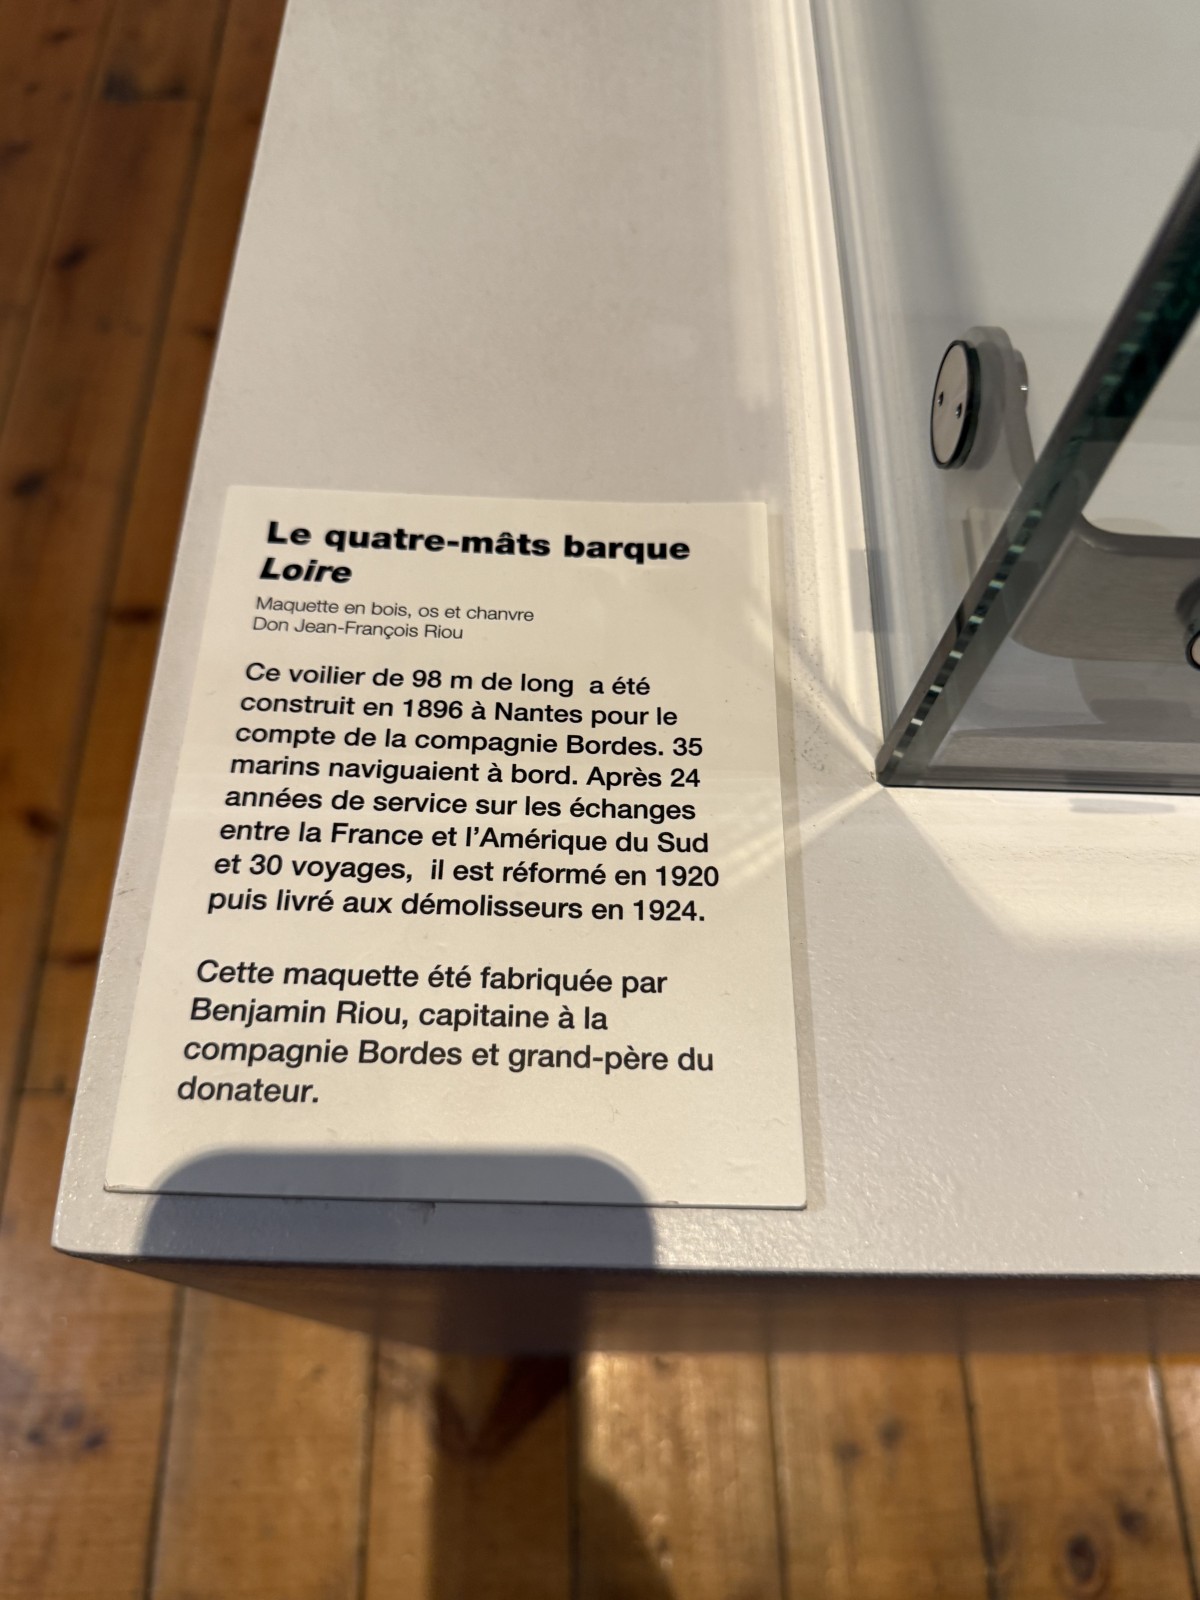 Le quatre-mâts barque
Loire
Maquette en bois, os et chanvre
Don Jean-François Riou
Ce voilier de 98 m de long  a été
construit en 1896 à Nantes pour le
compte de la compagnie Bordes. 35
marins naviguaient à bord. Après 24
années de service sur les échanges
entre la France et l'Amérique du Sud
et 30 voyages,  il est réformé en 1920
puis livré aux démolisseurs en 1924.
Cette maquette été fabriquée par
Benjamin Riou, capitaine à la
compagnie Bordes et grand-père du
donateur.